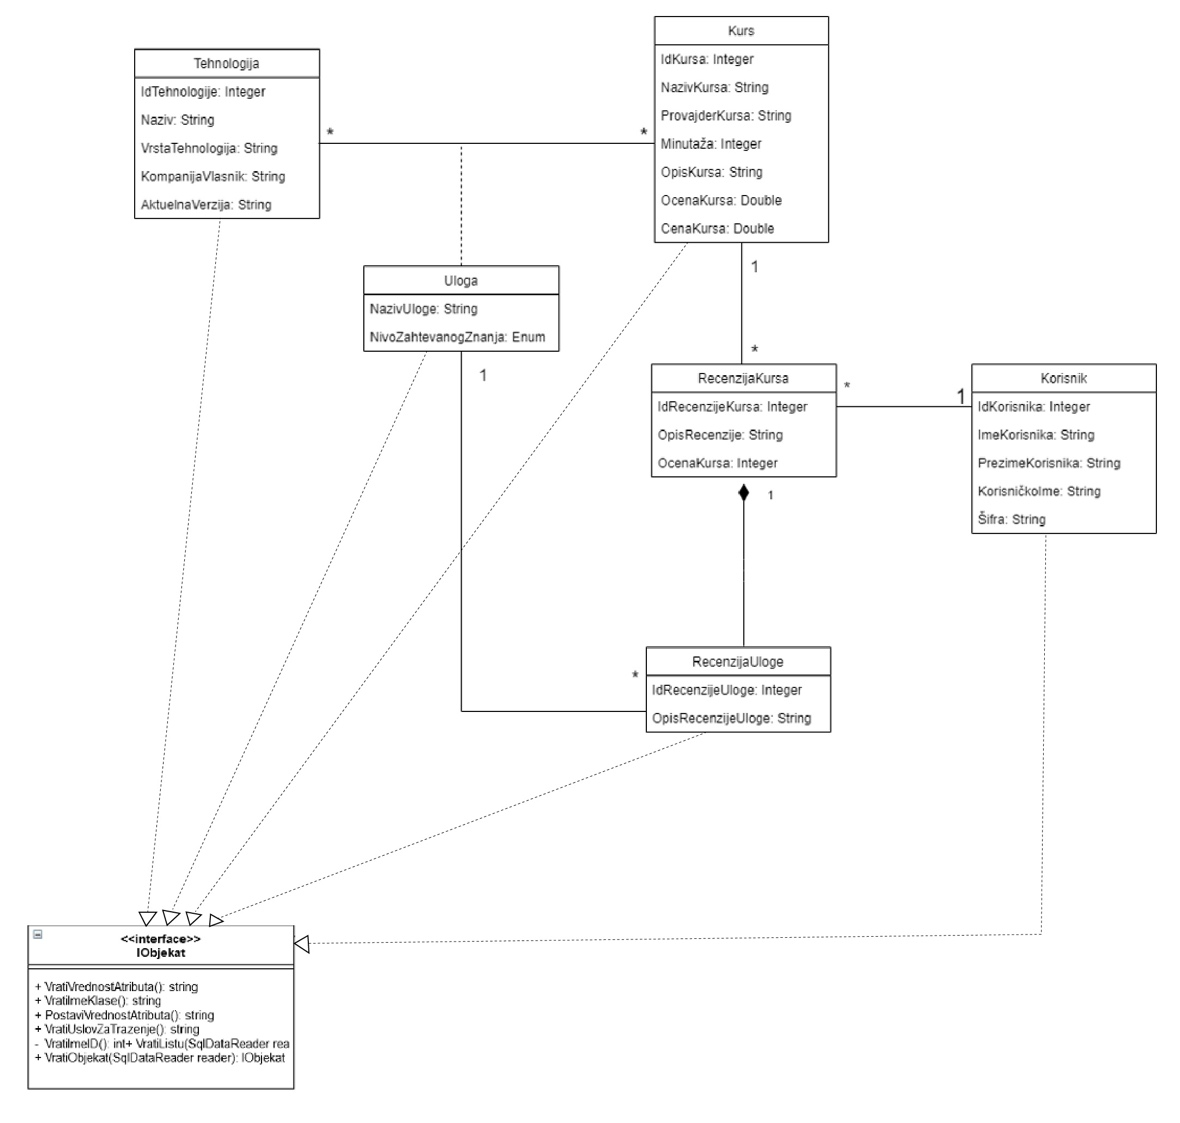 Kurs
IdKursa: Integer
NazivKursa: String
ProvajderKursa: String
Minutaža: Integer
OpisKursa: String
OcenaKursa: Double
CenaKursa: Double
Tehnologija
IdTehnologije: Integer
Naziv: String
VrstaTehnologija: String
KompanijaVlasnik: String
AktuelnaVerzija: String
*
*
Uloga
NazivUloge: String
NivoZahtevanogZnanja: Enum
1
1
*
RecenzijaKursa
IdRecenzijeKursa: Integer
OpisRecenzije: String
OcenaKursa: Integer
*
1
Korisnik
IdKorisnika: Integer
ImeKorisnika: String
PrezimeKorisnika: String
KorisničkoIme: String
Šifra: String
1
*
RecenzijaUloge
IdRecenzijeUloge: Integer
OpisRecenzijeUloge: String
<<interface>>
IObjekat
+ VratiVrednostAtributa(): string
+ VratiImeKlase(): string
+ PostaviVrednostAtributa(): string
+ VratiUslovZaTrazenje(): string
- VratiImeID(): int+ VratiListu(SqlDataReader rea
+ VratiObjekat(SqlDataReader reader): IObjekat